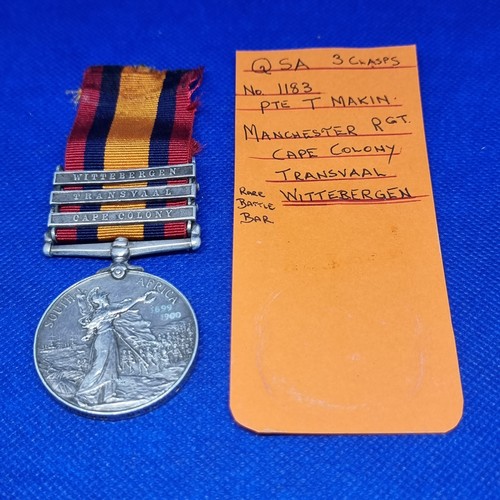 WITTEBERGEN
TRANSVAAL
CAPE COLONY
SOUTH AFRICA
1899
1900
QSA 3 CLASPS
No. 1183
PTE T MAKIN.
MANCHESTER RGT.
CAPE COLONY
TRANSVAAL
WITTEBERGEN
RARE
BATTLE
BAR